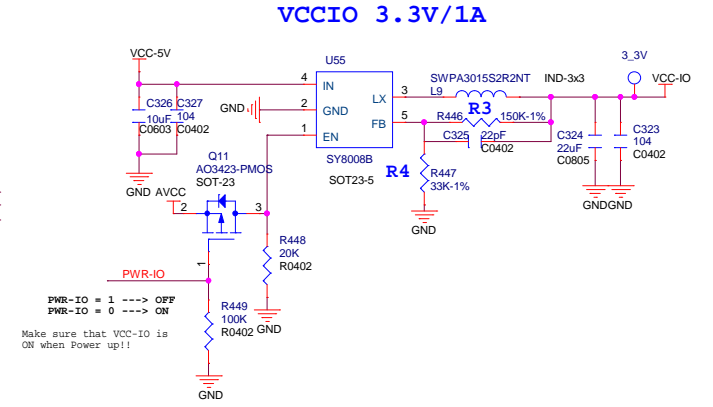 VCCIO 3.3V/1A
VCC-5V
U55
3_3V
SWPA3015S2R2NT
IND-3x3
VCC-IO
4
IN
LX
3
L9
C326
C327
10uF
104
C0603
C0402
GND
2
GND
R3
R446
150K-1%
FB
5
1
EN
C325
22pF
C0402
C324
22uF
C0805
C323
104
C0402
SY8008B
SOT23-5
R4
R447
33K-1%
Q11
AO3423-PMOS
SOT-23
GND
AVCC
2
3
GND
GND
GND
R448
20K
R0402
1
PWR-IO
PWR-IO = 1 ---> OFF
PWR-IO = 0 ---> ON
R449
100K
R0402
GND
Make sure that VCC-IO is
ON when Power up!!
GND